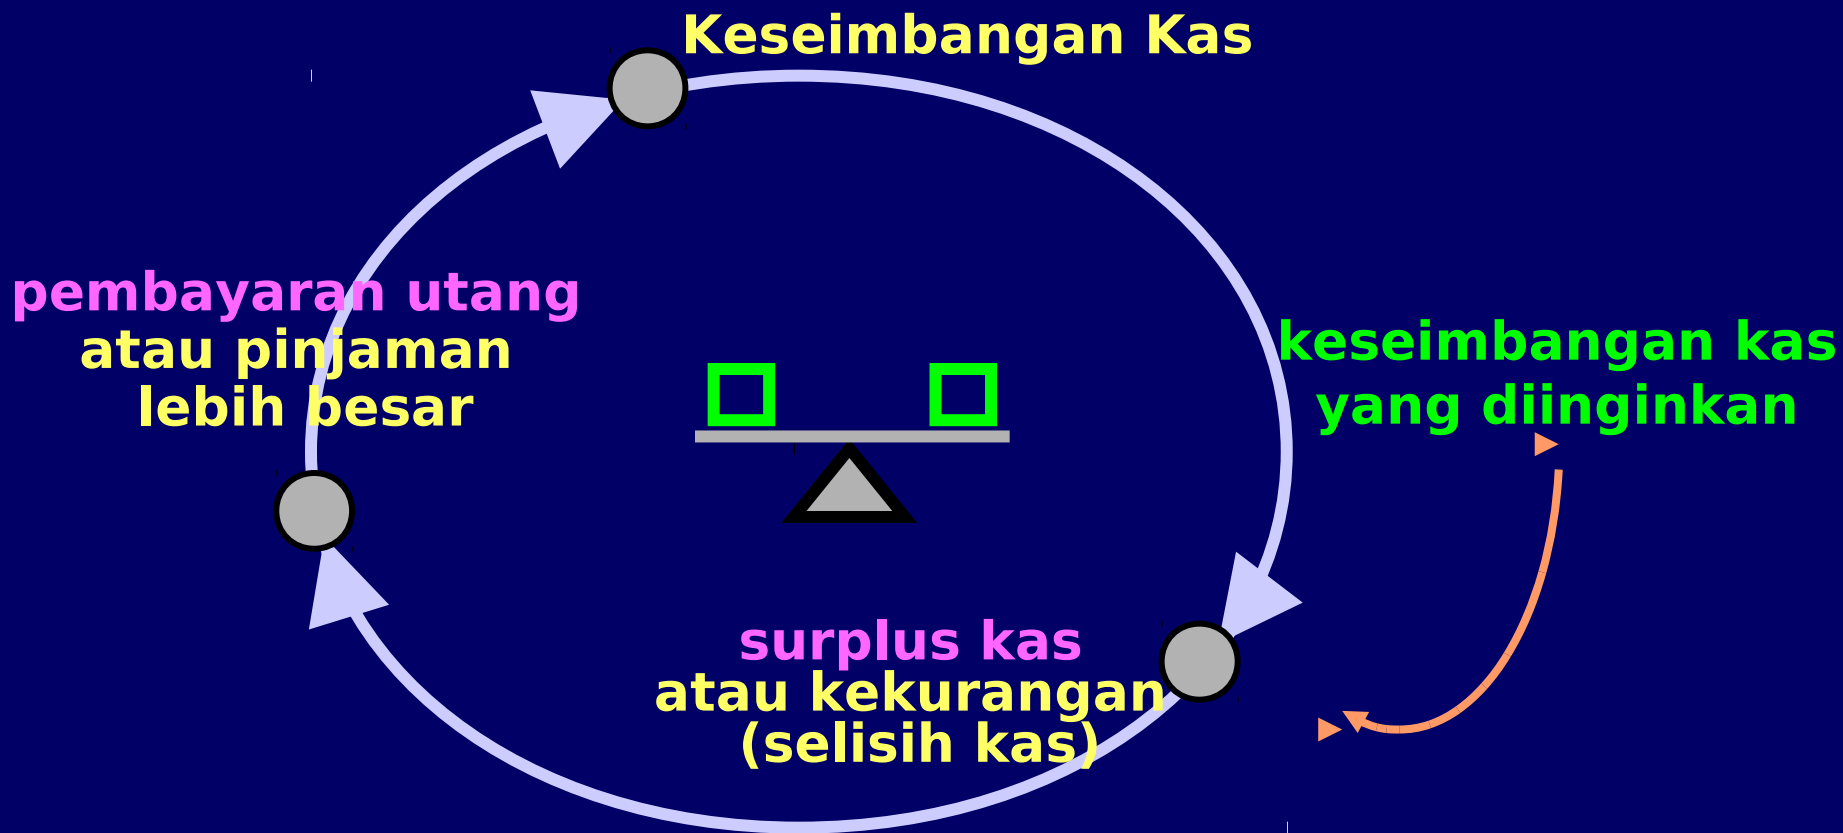 Keseimbangan Kas
pembayaran utang
atau pinjaman
lebih besar
keseimbangan kas
yang diinginkan
surplus kas
atau kekurangan
(selisih kas)